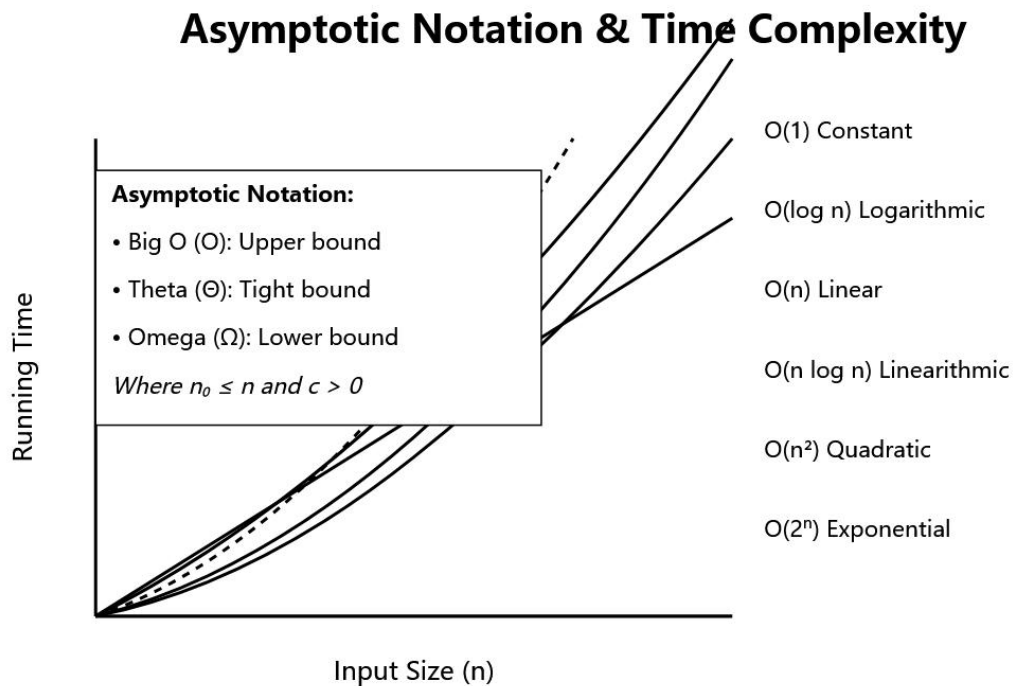 Asymptotic Notation & Time Complexity
Asymptotic Notation:
• Big O (O): Upper bound
• Theta (Θ): Tight bound
• Omega (Ω): Lower bound
Where n₀ ≤ n and c > 0
Running Time
Input Size (n)
O(1) Constant
O(log n) Logarithmic
O(n) Linear
O(n log n) Linearithmic
O(n²) Quadratic
O(2ⁿ) Exponential